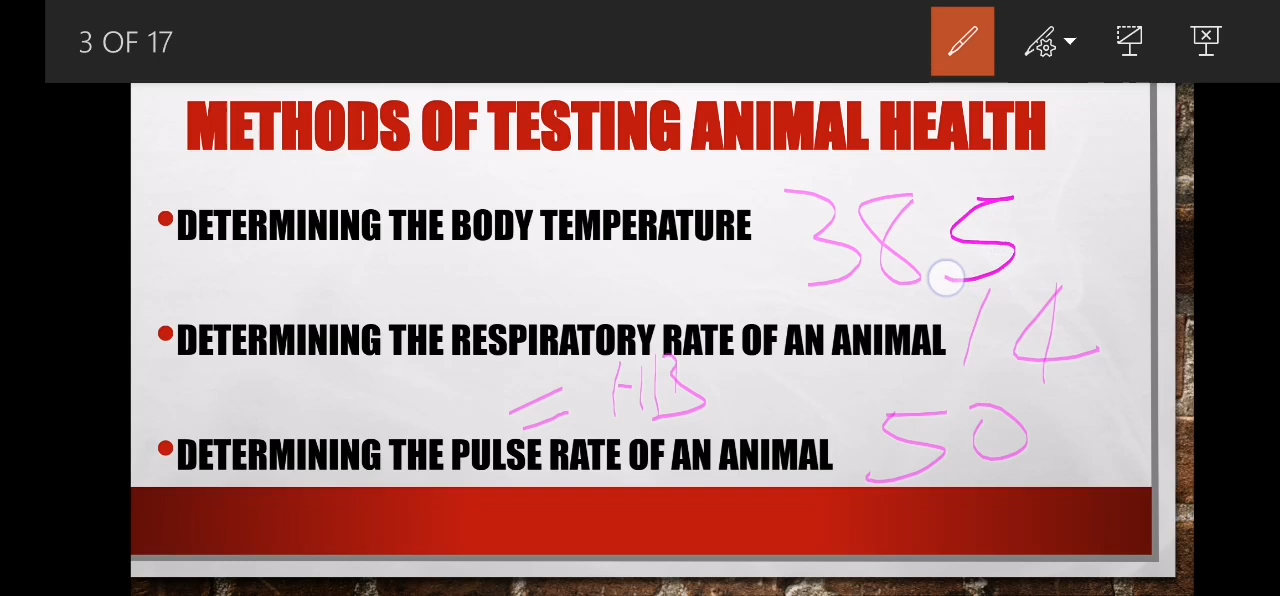 3 OF 17
METHODS OF TESTING ANIMAL HEALTH
•DETERMINING THE BODY TEMPERATURE 38.5
•DETERMINING THE RESPIRATORY RATE OF AN ANIMAL 14
= HB
•DETERMINING THE PULSE RATE OF AN ANIMAL 50